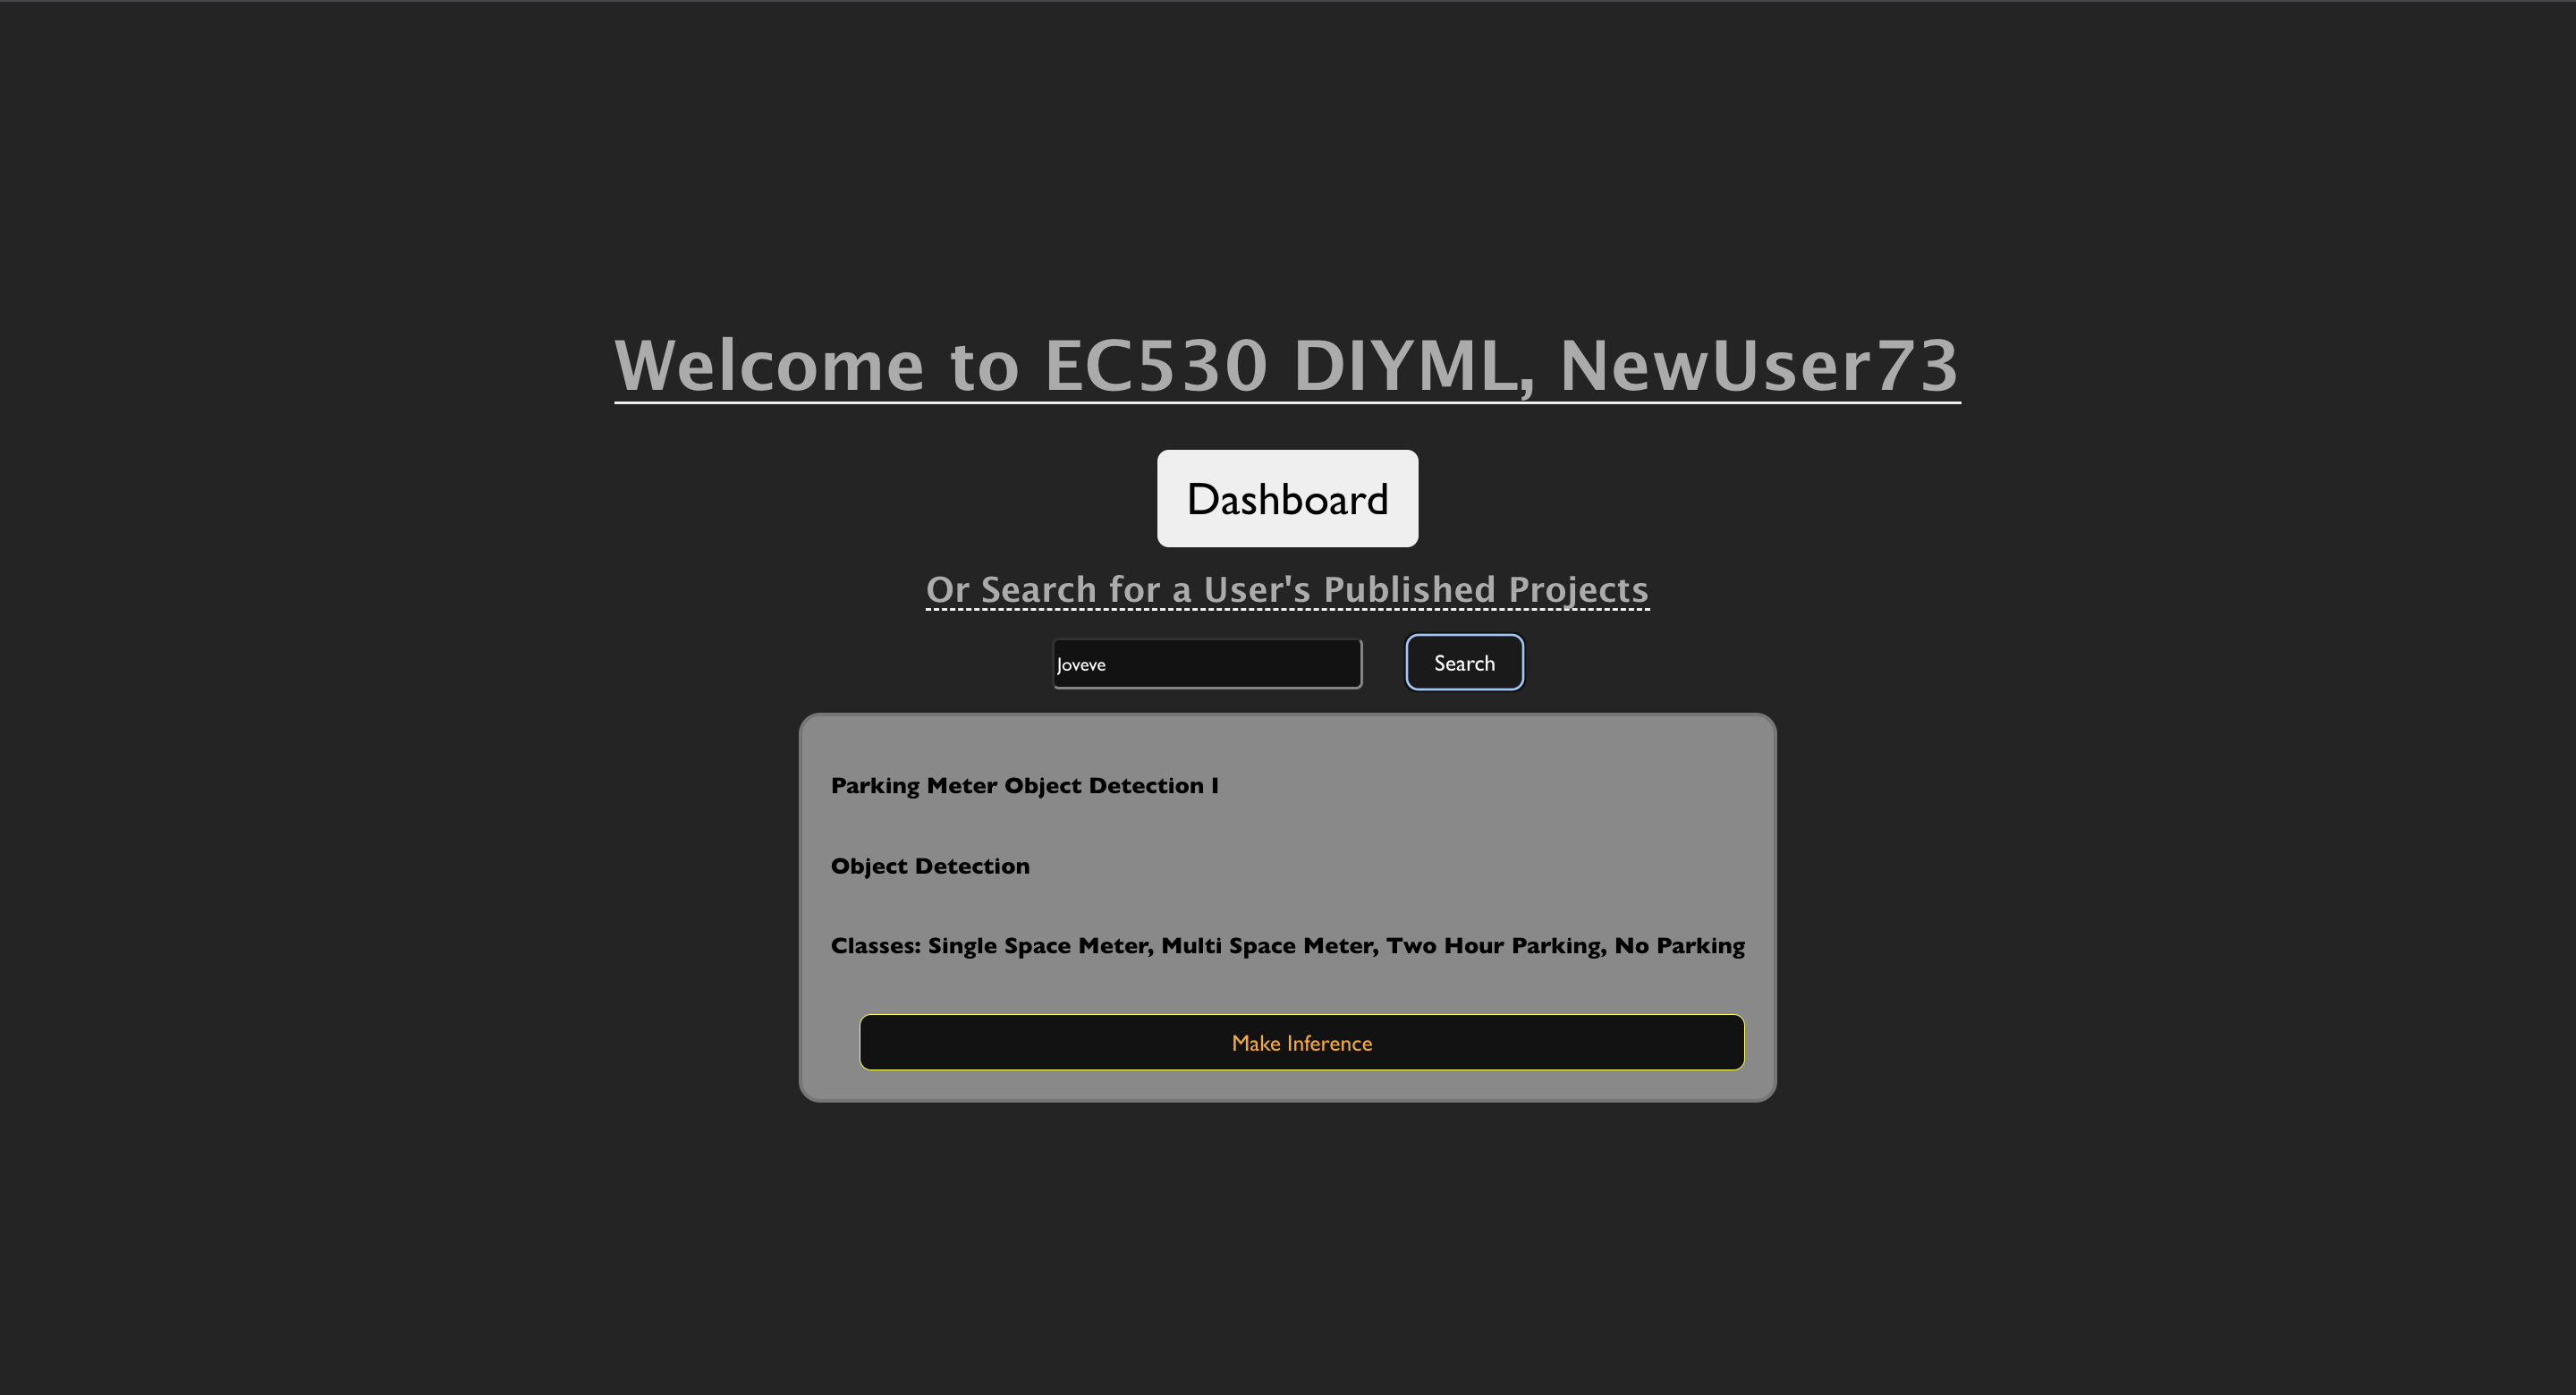 Welcome to EC530 DIYML, NewUser73
Dashboard
Or Search for a User's Published Projects
Joveve
Search
Parking Meter Object Detection I
Object Detection
Classes: Single Space Meter, Multi Space Meter, Two Hour Parking, No Parking
Make Inference